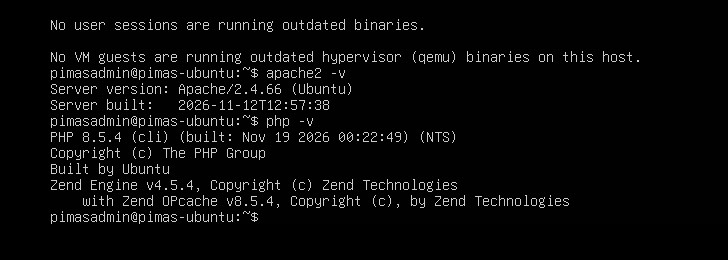 No user sessions are running outdated binaries.
No VM guests are running outdated hypervisor (qemu) binaries on this host.
pimasadmin@pimas-ubuntu:~$ apache2 -v
Server version: Apache/2.4.66 (Ubuntu)
Server built:   2026-11-12T12:57:38
pimasadmin@pimas-ubuntu:~$ php -v
PHP 8.5.4 (cli) (built: Nov 19 2026 00:22:49) (NTS)
Copyright (c) The PHP Group
Built by Ubuntu
Zend Engine v4.5.4, Copyright (c) Zend Technologies
    with Zend OPcache v8.5.4, Copyright (c), by Zend Technologies
pimasadmin@pimas-ubuntu:~$